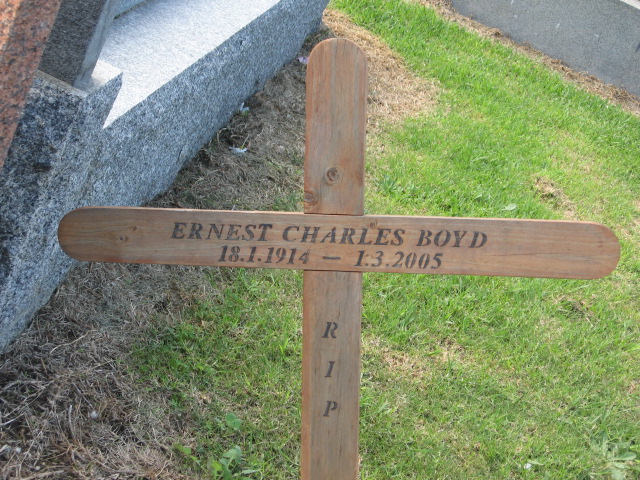 ERNEST CHARLES BOYD
18.1.1914 — 1.3.2005
R
I
P